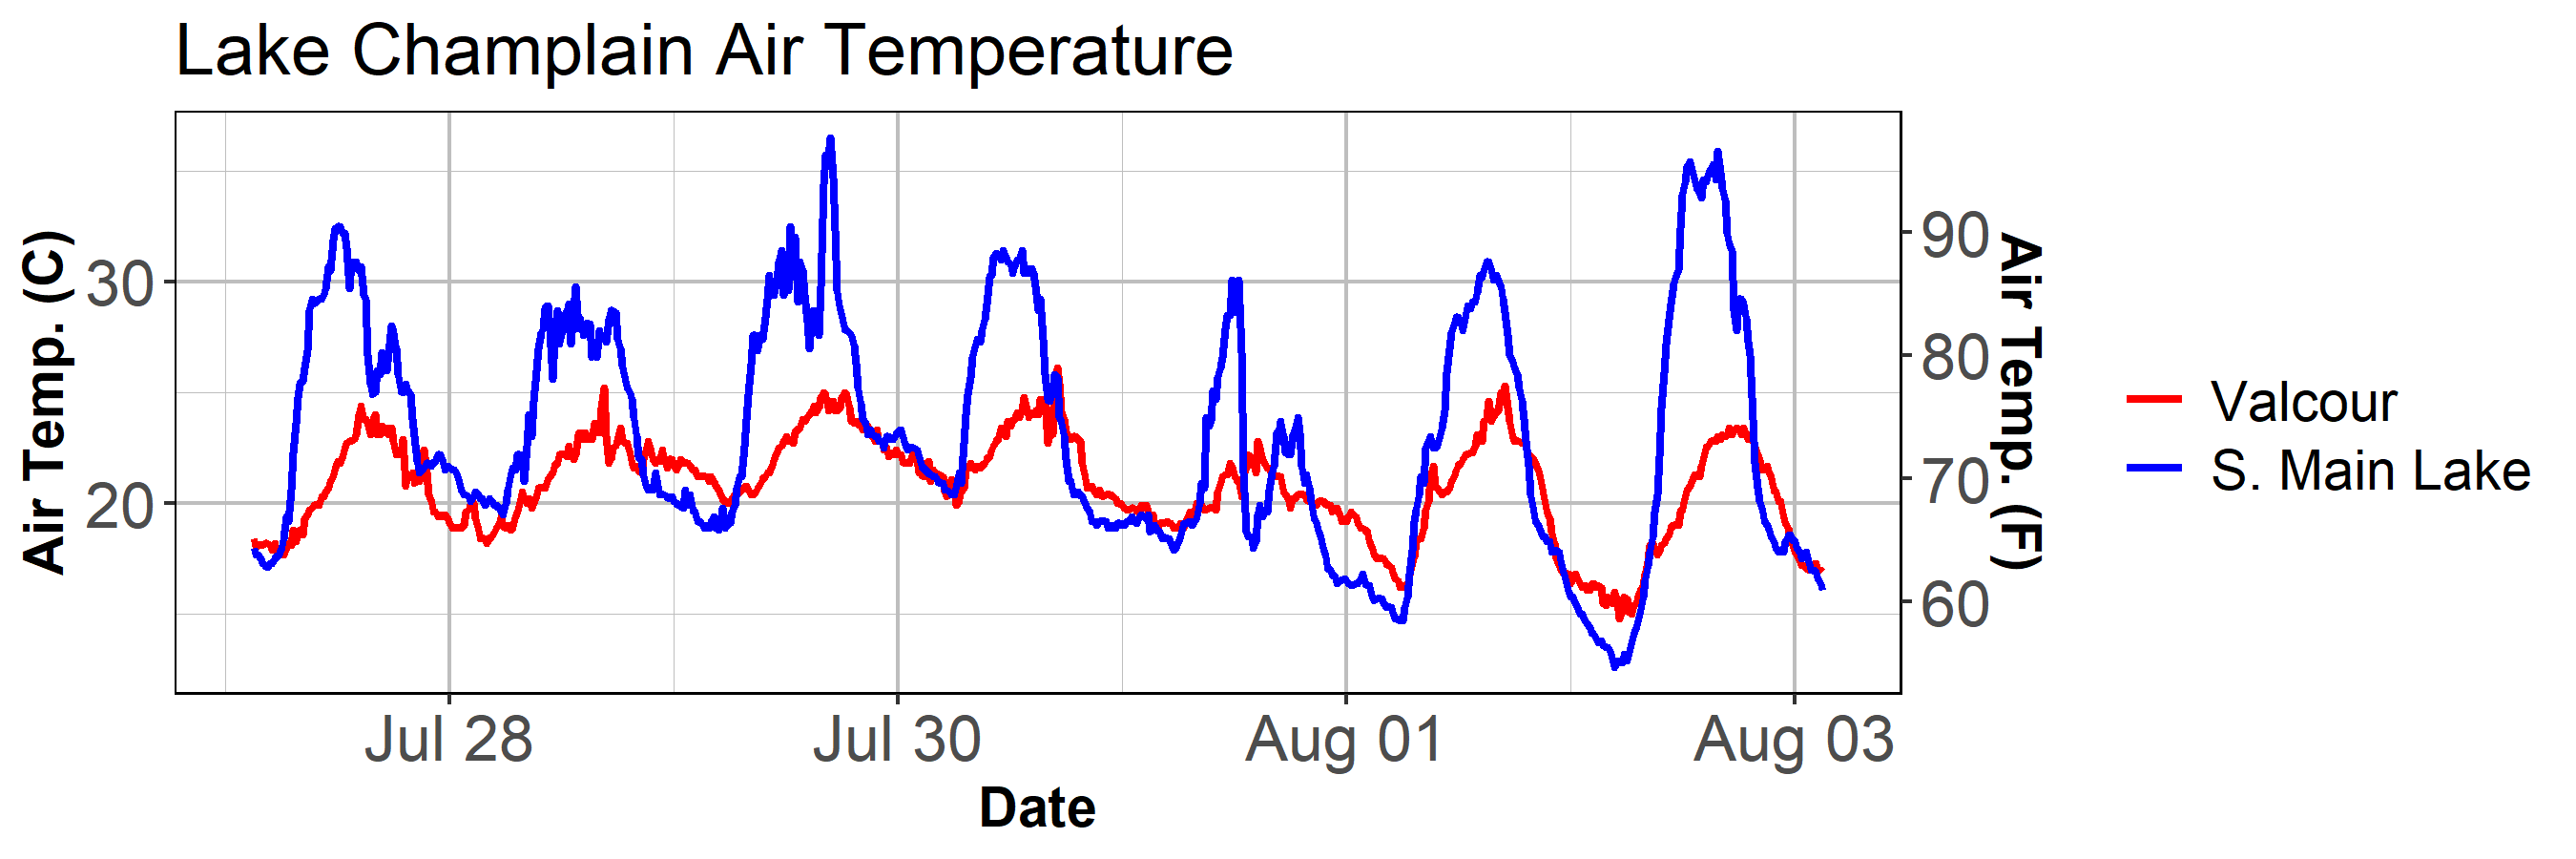 Lake Champlain Air Temperature
Air Temp. (C)
30
20
90
80
70
60
Air Temp. (F)
Jul 28
Jul 30
Aug 01
Aug 03
Date
Valcour
S. Main Lake